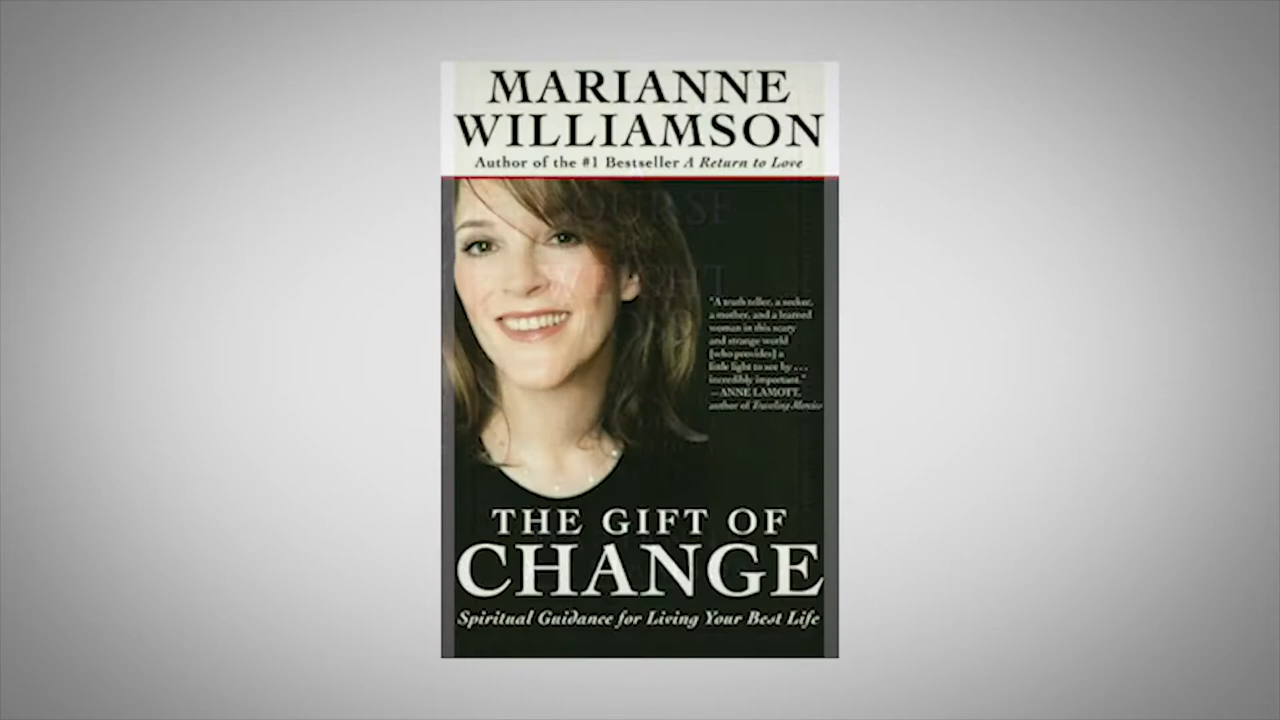 MARIANNE
WILLIAMSON
Author of the #1 Bestseller A Return to Love
OURSE
"A truth teller, a seeker,
a mother, and a learned
woman in this scary
and strange world
[who provides] a
little light to see by . . .
incredibly important."
—ANNE LAMOTT,
author of Traveling Mercies
THE GIFT OF
CHANGE
Spiritual Guidance for Living Your Best Life